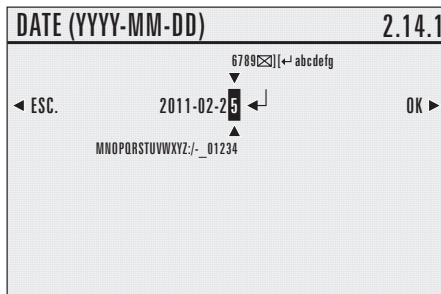 DATE (YYYY-MM-DD) 2.14.1
6789☒][↵abcdefg
◄ ESC. 2011-02-25 ↵ OK ►
MNOPQRSTUVWXYZ:/-_01234